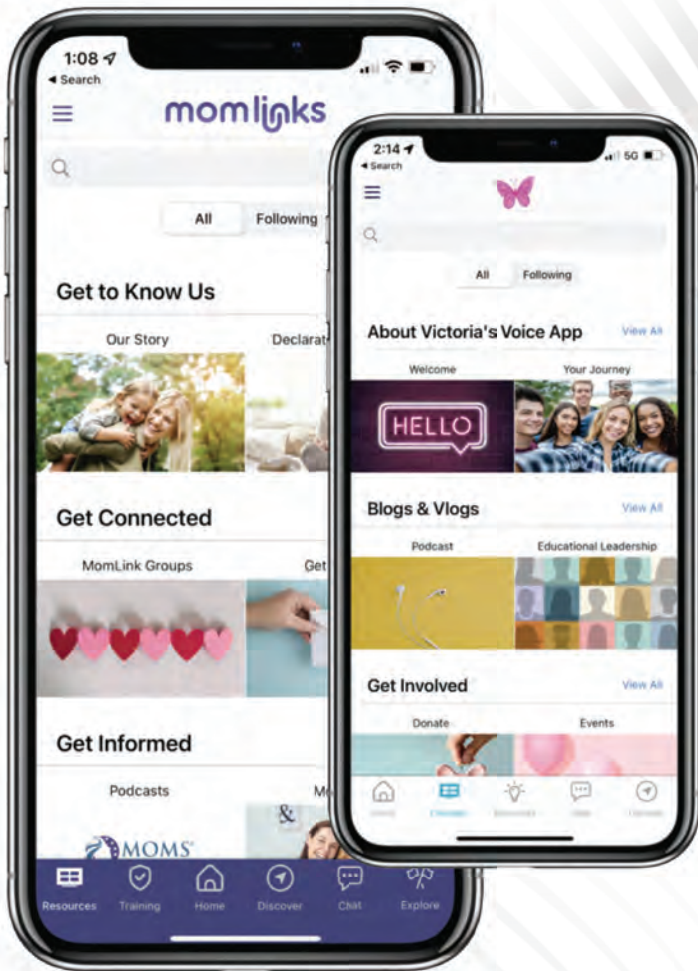 1:08
Search
momlinks
All Following
Get to Know Us
Our Story
Get Connected
MomLink Groups Get
Get Informed
Podcasts
&
MOMS
Resources Training Home Discover Chat Explore
2:14
5G
Search
All Following
About Victoria's Voice App View All
Welcome Your Journey
HELLO
Blogs & Vlogs View All
Podcast Educational Leadership
Get Involved View All
Donate Events